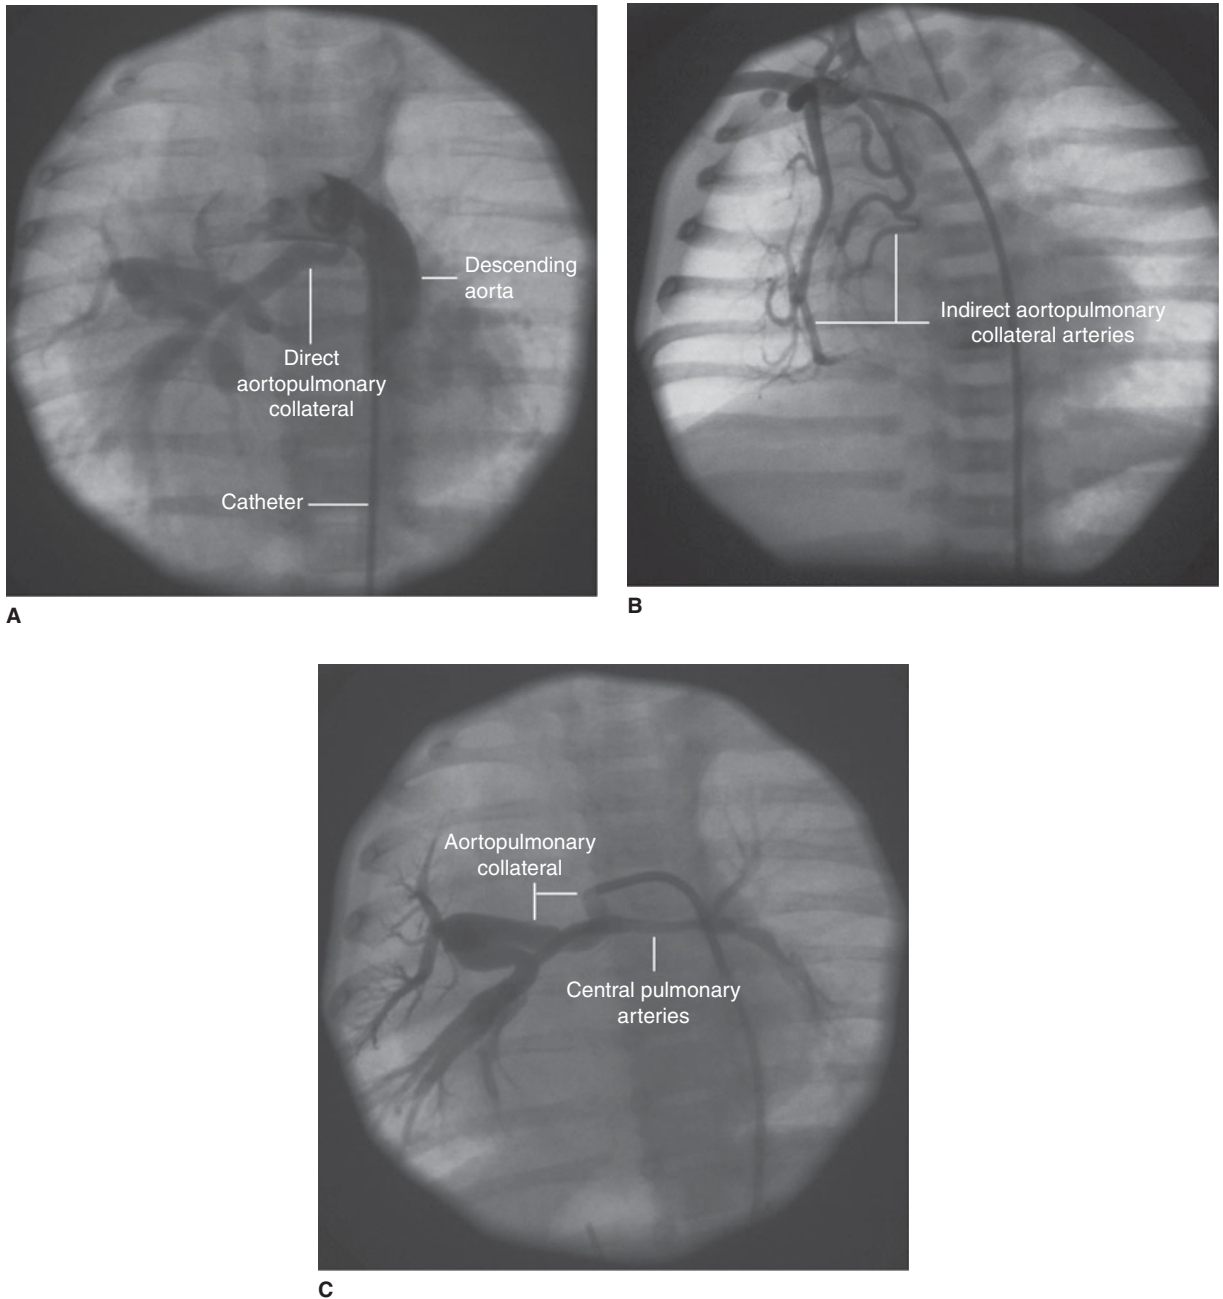 Descending
aorta
Direct
aortopulmonary
collateral
Catheter
A
Indirect aortopulmonary
collateral arteries
B
Aortopulmonary
collateral
Central pulmonary
arteries
C